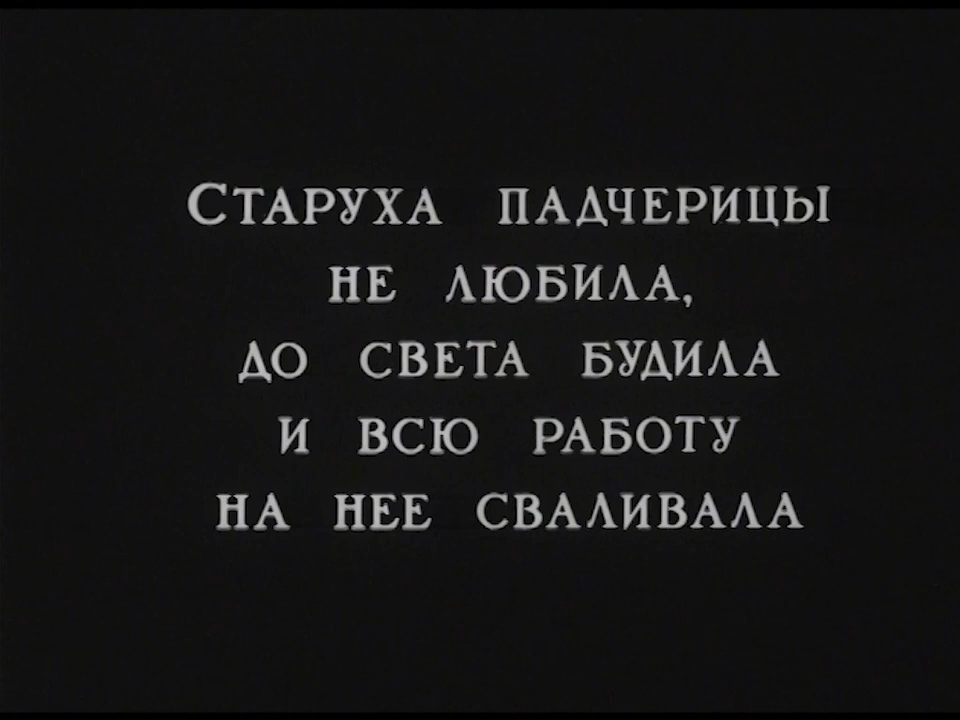 СТАРУХА ПАДЧЕРИЦЫ
НЕ ЛЮБИЛА,
ДО СВЕТА БУДИЛА
И ВСЮ РАБОТУ
НА НЕЕ СВАЛИВАЛА